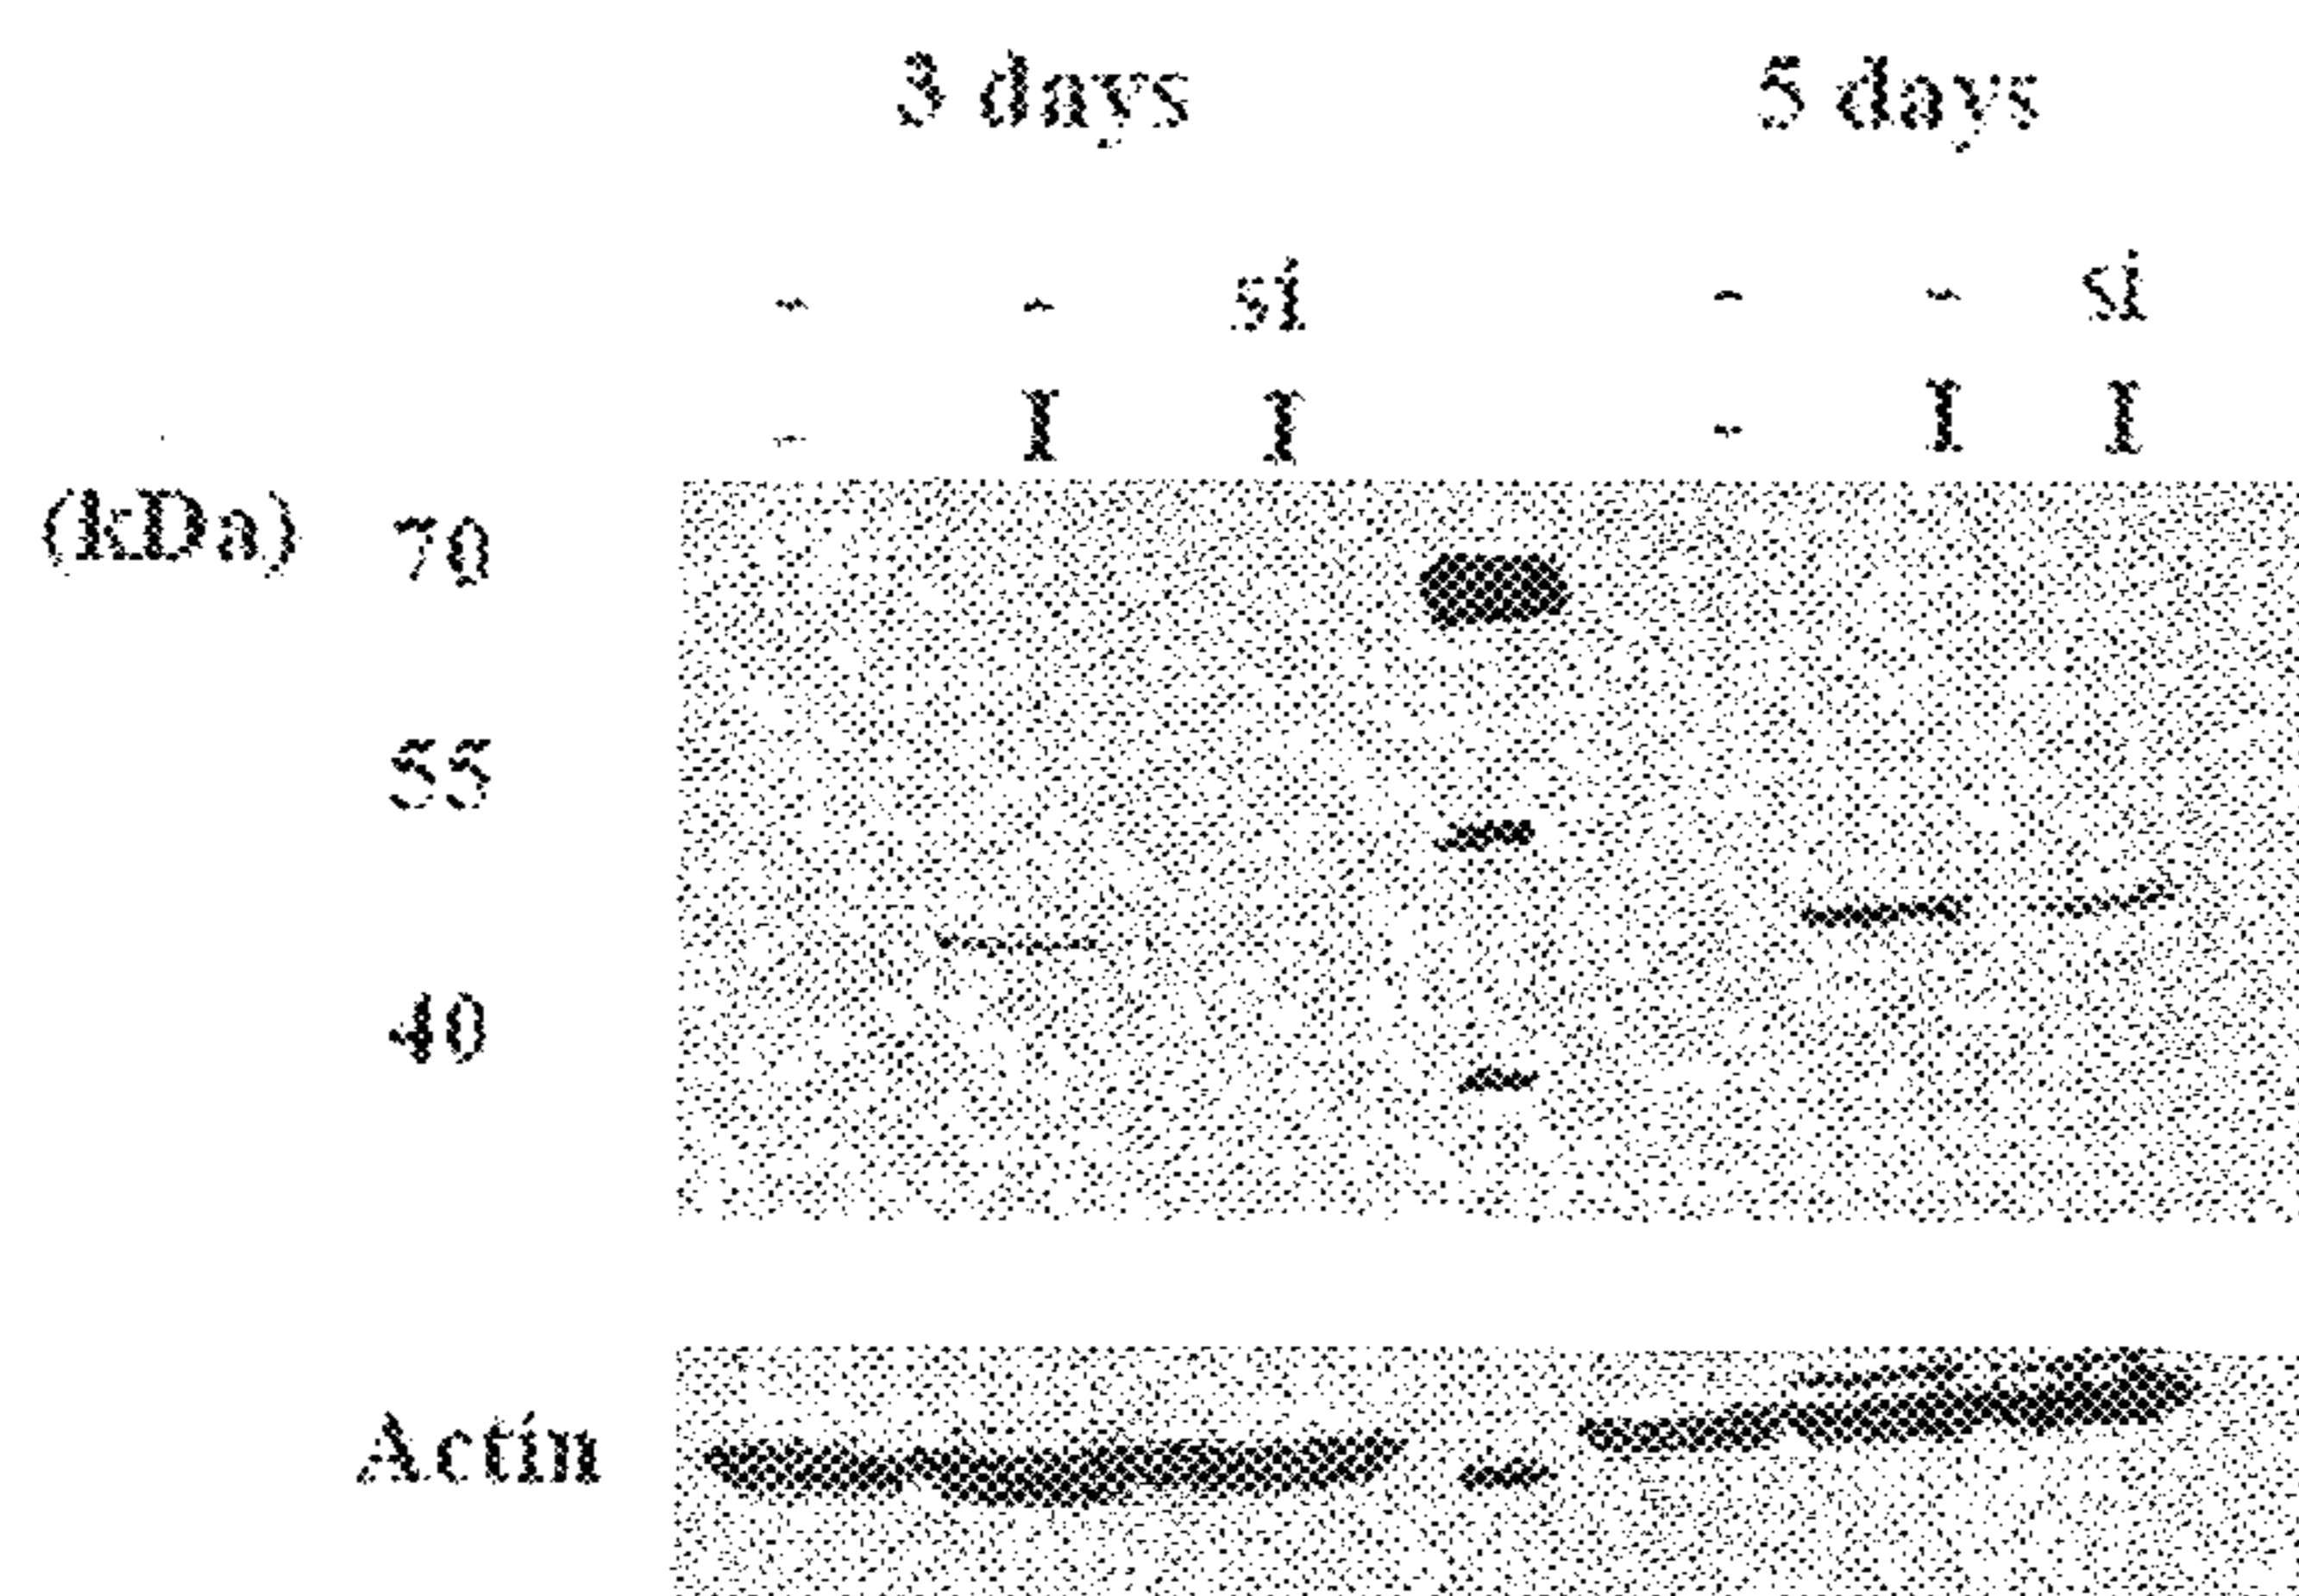 3 days 5 days
- - si - - si
- I I - I I
(kDa) 70
55
40
Actin